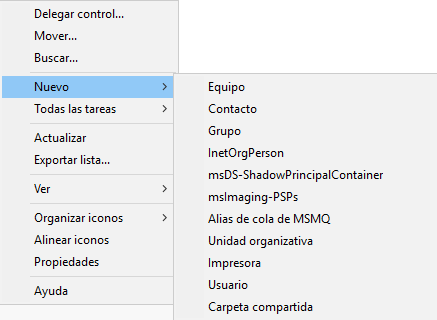 Delegar control...
Mover...
Buscar...
Nuevo
Todas las tareas
Actualizar
Exportar lista...
Ver
Organizar iconos
Alinear iconos
Propiedades
Ayuda
Equipo
Contacto
Grupo
InetOrgPerson
msDS-ShadowPrincipalContainer
msImaging-PSPs
Alias de cola de MSMQ
Unidad organizativa
Impresora
Usuario
Carpeta compartida